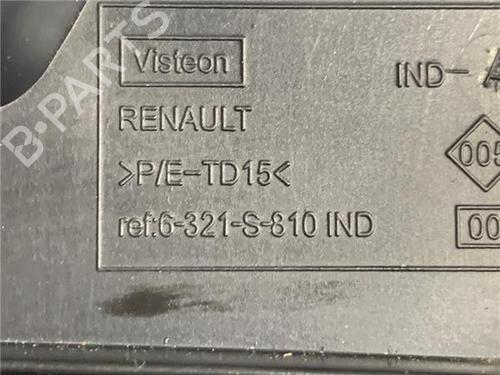 Visteon
IND-A
RENAULT
>P/E-TD15<
005
ref:6-321-S-810 IND
00
B-PARTS